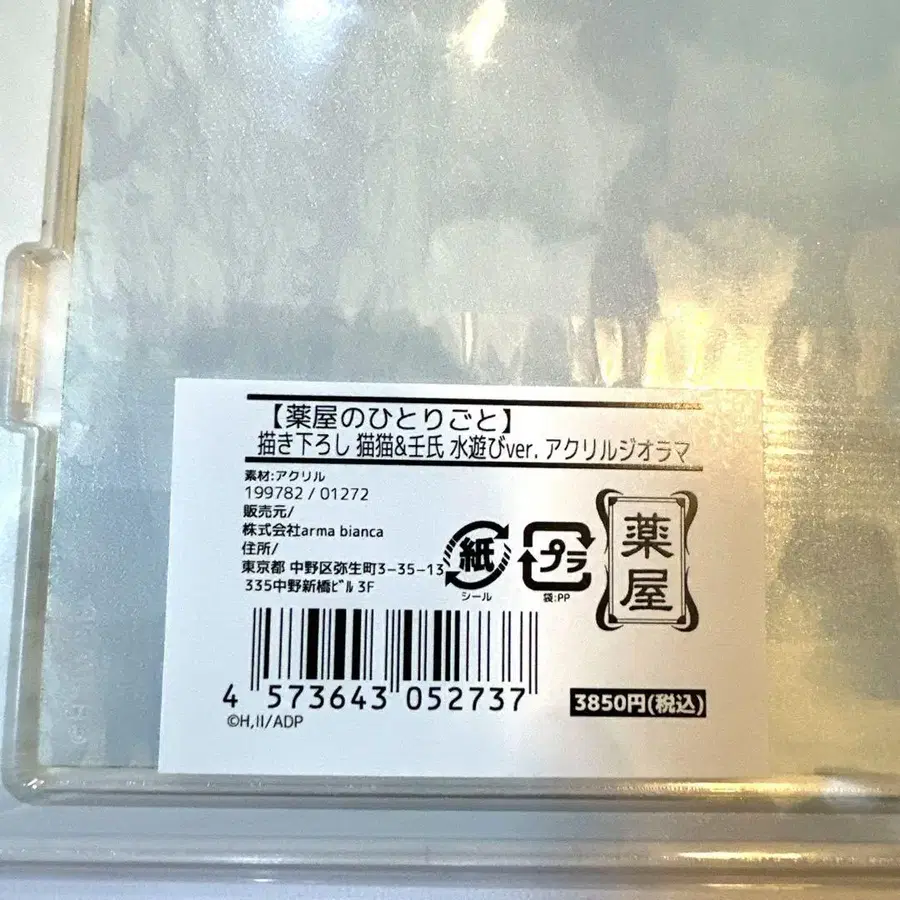 【薬屋のひとりごと】
描き下ろし 猫猫&壬氏 水遊びver. アクリルジオラマ
素材:アクリル
199782 / 01272
販売元/
株式会社arma bianca
住所/
東京都 中野区弥生町3-35-13
335中野新橋ﾋﾞﾙ 3F
紙
シール
プラ
袋:PP
薬屋
4 573643 052737
3850円(税込)
©H,II/ADP